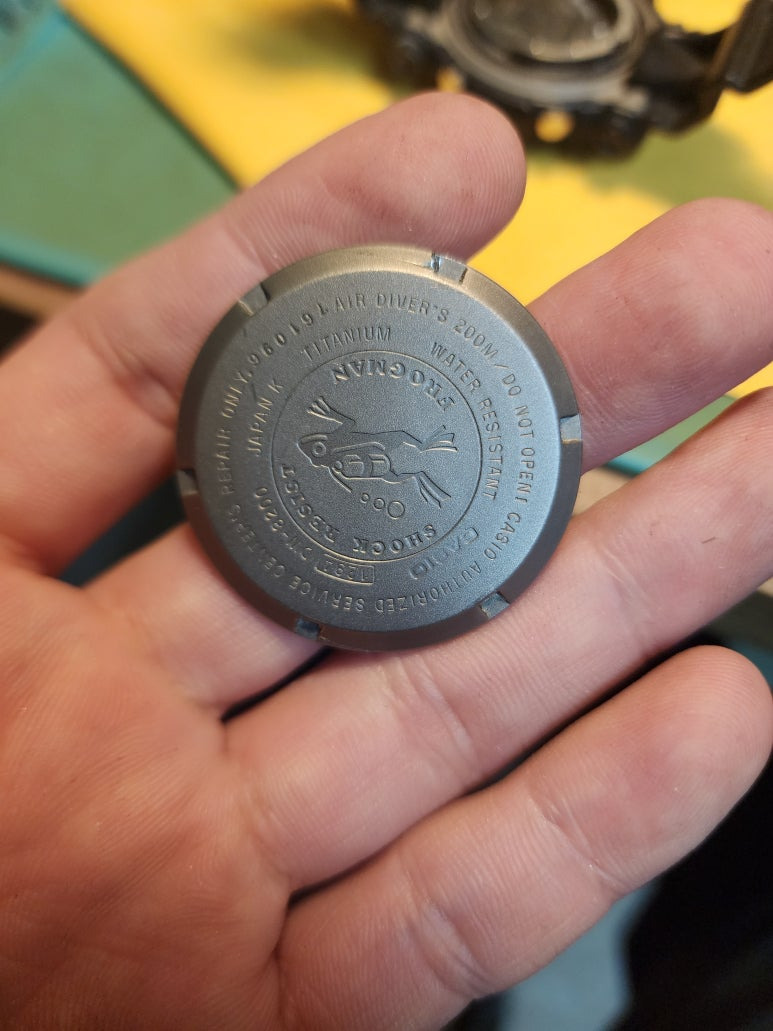 AIR DIVER'S 200M/DO NOT OPEN! CASIO AUTHORIZED SERVICE CENTERS REPAIR ONLY.
TITANIUM
WATER RESISTANT
CASIO
1294 DW-8200
JAPAN K
FROGMAN
SHOCK RESIST